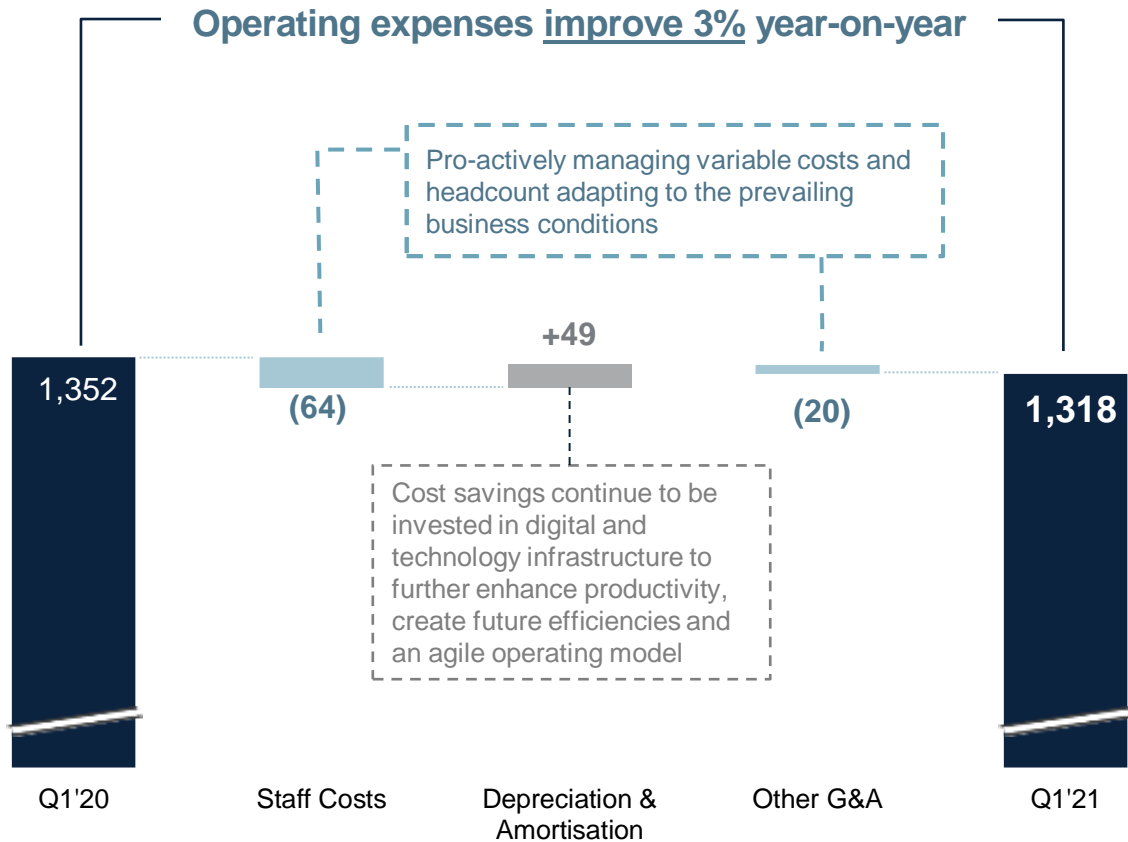 Operating expenses improve 3% year-on-year
Pro-actively managing variable costs and
headcount adapting to the prevailing
business conditions
+49
1,352
(64)
(20)
1,318
Cost savings continue to be
invested in digital and
technology infrastructure to
further enhance productivity,
create future efficiencies and
an agile operating model
Q1'20
Staff Costs
Depreciation &
Amortisation
Other G&A
Q1'21